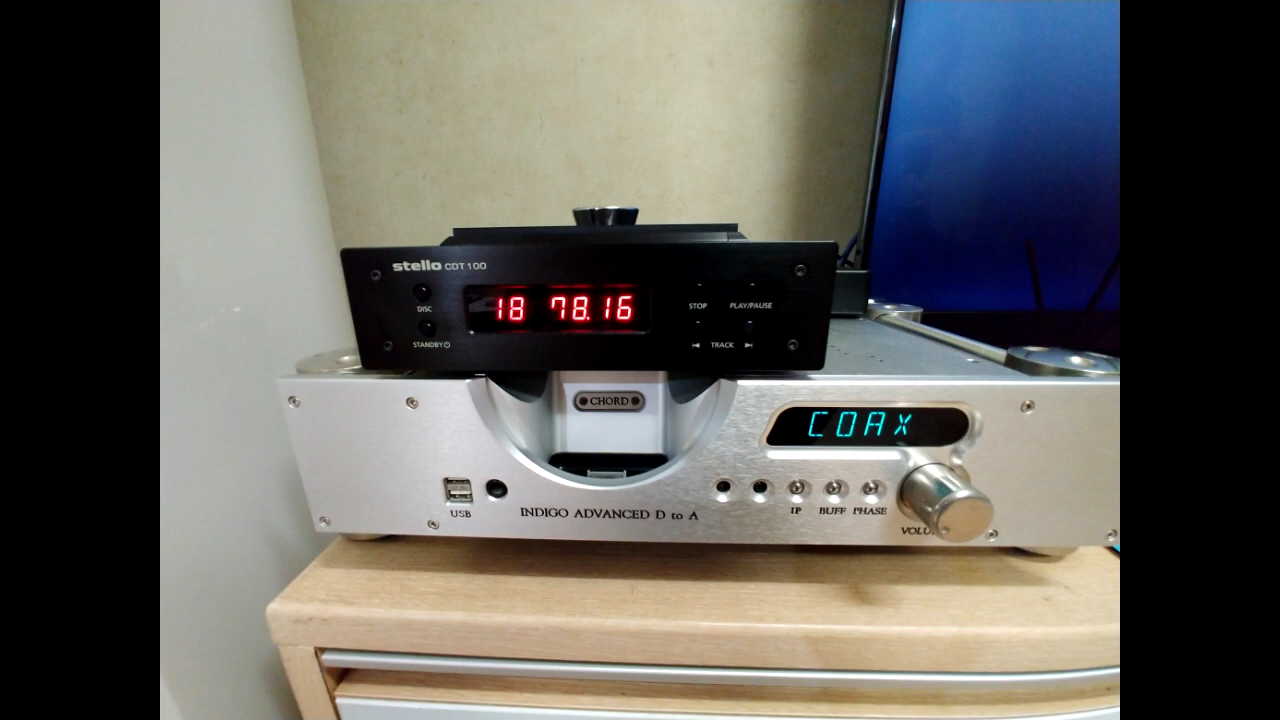 stello CDT 100
DISC
STANDBY
18 78.16
STOP
PLAY/PAUSE
TRACK
CHORD
COAX
USB
INDIGO ADVANCED D to A
IP
BUFF
PHASE